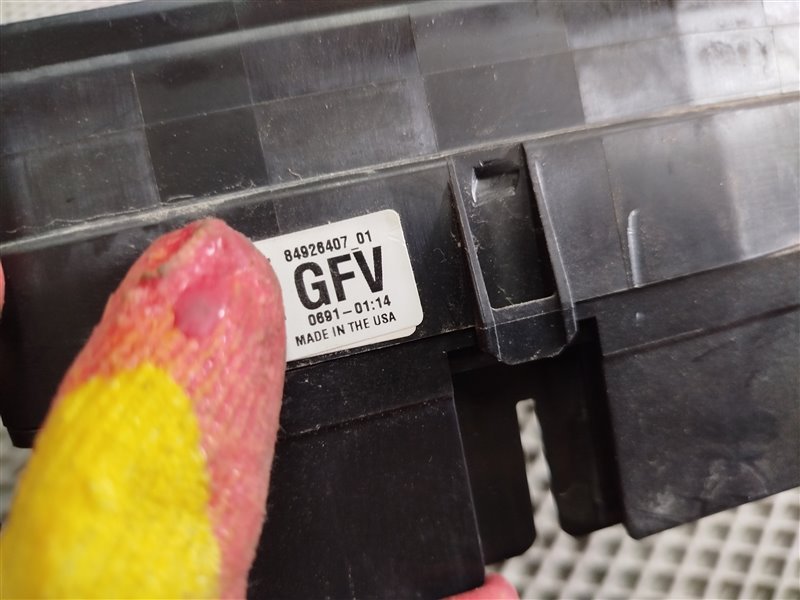 84926407_01
GFV
0691-01:14
MADE IN THE USA